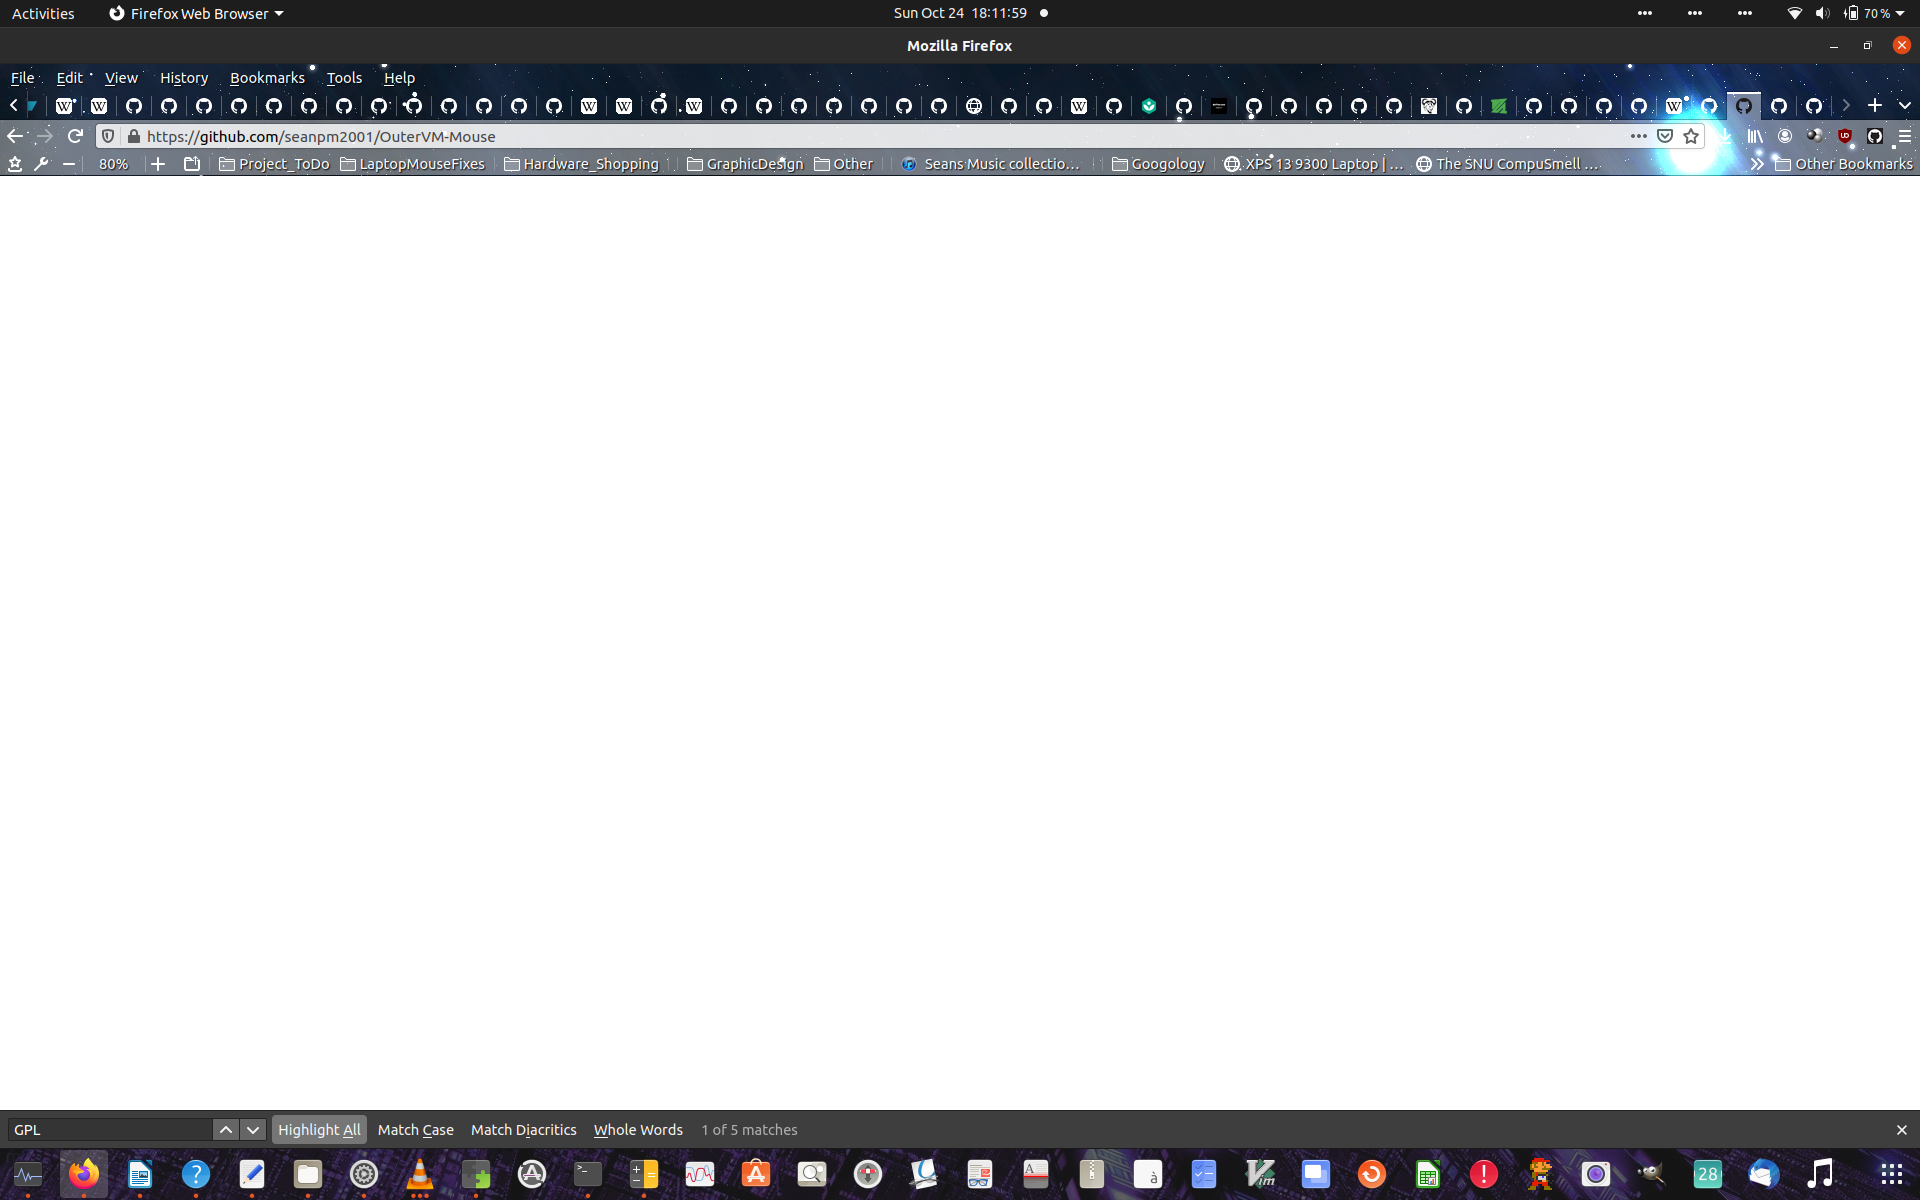 Activities Firefox Web Browser Sun Oct 24 18:11:59 70 %
Mozilla Firefox
File Edit View History Bookmarks Tools Help
https://github.com/seanpm2001/OuterVM-Mouse
80% Project_ToDo LaptopMouseFixes Hardware_Shopping GraphicDesign Other Seans Music collectio… Googology XPS 13 9300 Laptop | … The SNU CompuSmell … Other Bookmarks
GPL Highlight All Match Case Match Diacritics Whole Words 1 of 5 matches
28